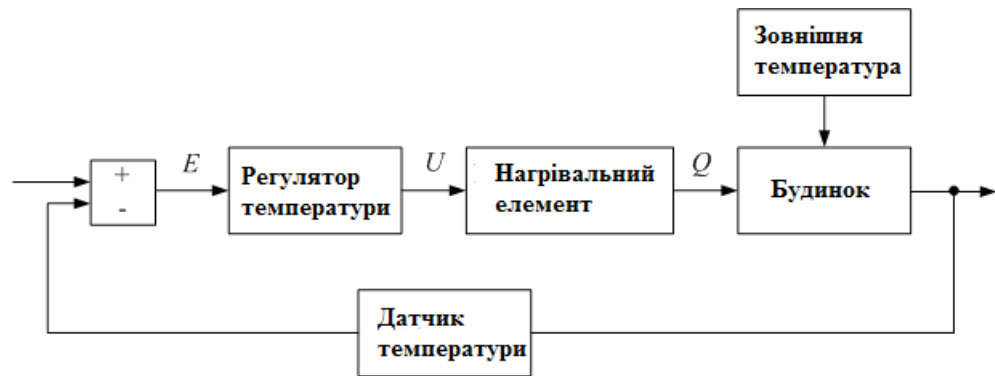 Зовнішня
температура
+
-
E
Регулятор
температури
U
Нагрівальний
елемент
Q
Будинок
Датчик
температури